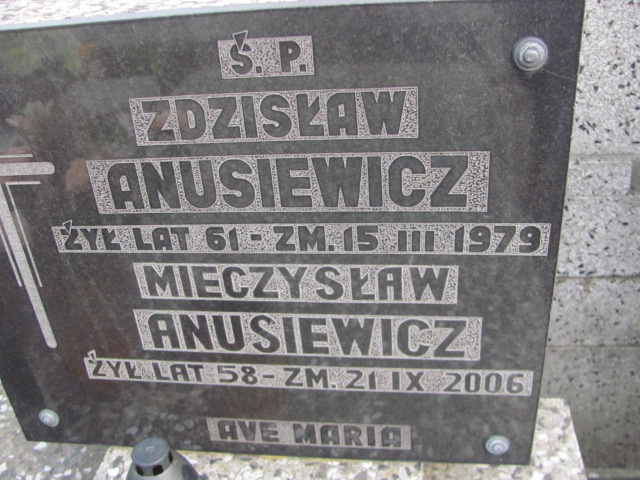 Ś. P.
ZDZISŁAW
ANUSIEWICZ
ŻYŁ LAT 61 - ZM. 15 III 1979
MIECZYSŁAW
ANUSIEWICZ
ŻYŁ LAT 58 - ZM. 21 IX 2006
AVE MARIA